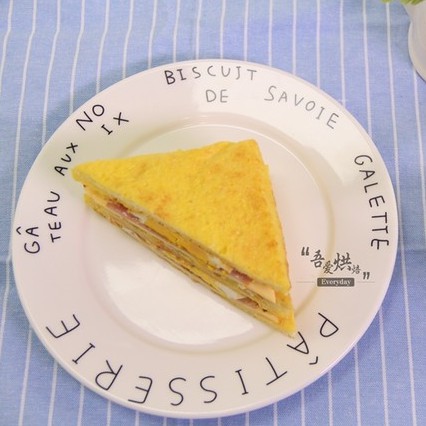 BISCUIT
DE SAVOIE
GALETTE
PÂTISSERIE
GÂTEAU AUX NOIX
“吾爱烘焙”
Everyday